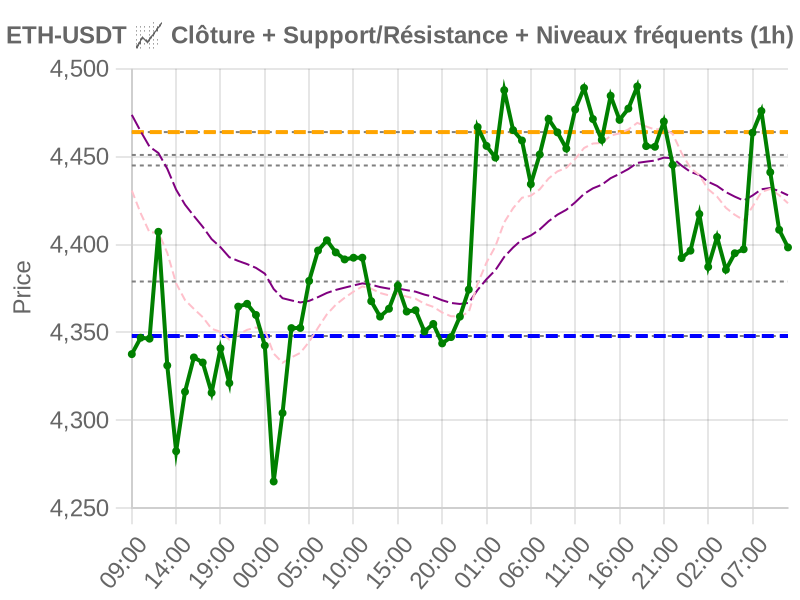 ETH-USDT 📈 Clôture + Support/Résistance + Niveaux fréquents (1h)
4,500
4,450
4,400
4,350
4,300
4,250
Price
09:00 14:00 19:00 00:00 05:00 10:00 15:00 20:00 01:00 06:00 11:00 16:00 21:00 02:00 07:00